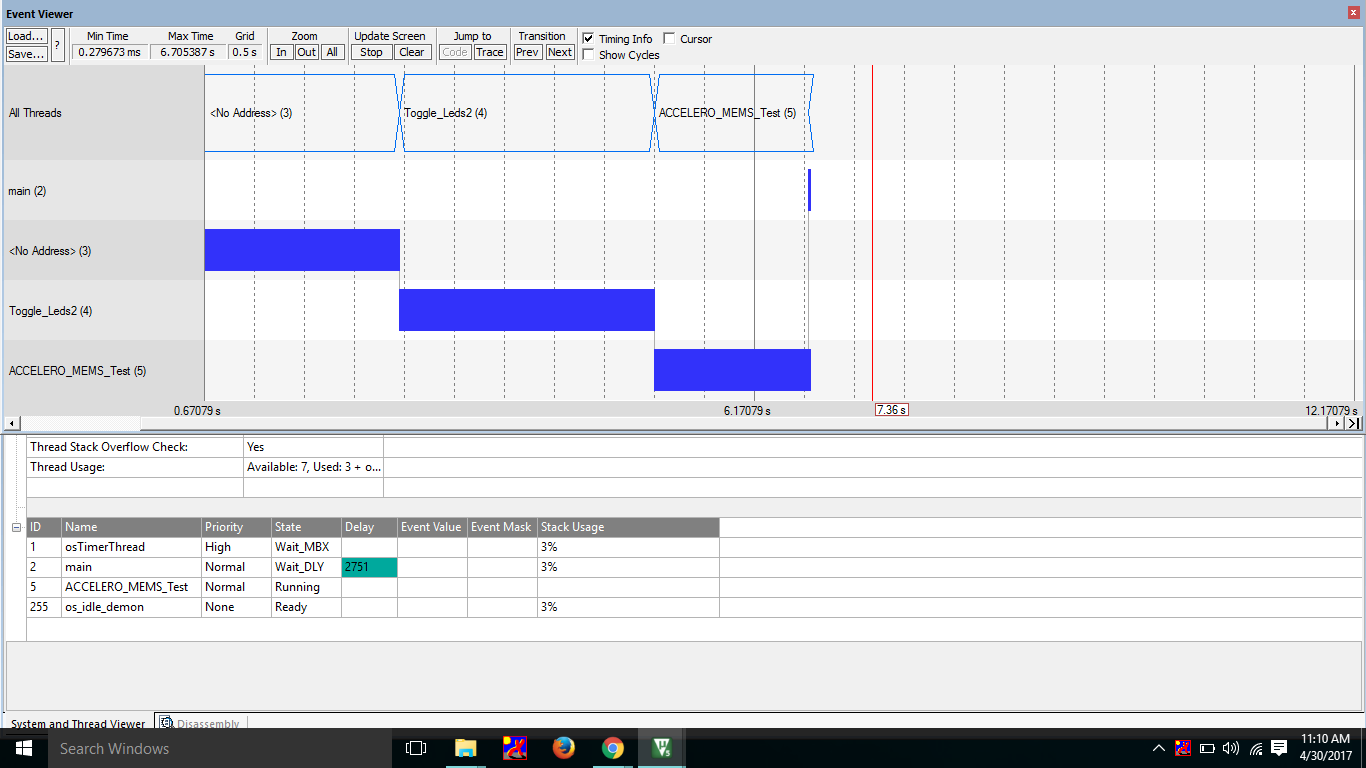 Event Viewer
Load... Min Time Max Time Grid Zoom Update Screen Jump to Transition Timing Info Cursor
Save... ? 0.279673 ms 6.705387 s 0.5 s In Out All Stop Clear Code Trace Prev Next Show Cycles
All Threads <No Address> (3) Toggle_Leds2 (4) ACCELERO_MEMS_Test (5)
main (2)
<No Address> (3)
Toggle_Leds2 (4)
ACCELERO_MEMS_Test (5)
0.67079 s 6.17079 s 7.36 s 12.17079 s
Thread Stack Overflow Check: Yes
Thread Usage: Available: 7, Used: 3 + o...
ID Name Priority State Delay Event Value Event Mask Stack Usage
1 osTimerThread High Wait_MBX 3%
2 main Normal Wait_DLY 2751 3%
5 ACCELERO_MEMS_Test Normal Running
255 os_idle_demon None Ready 3%
System and Thread Viewer Disassembly
Search Windows
11:10 AM
4/30/2017